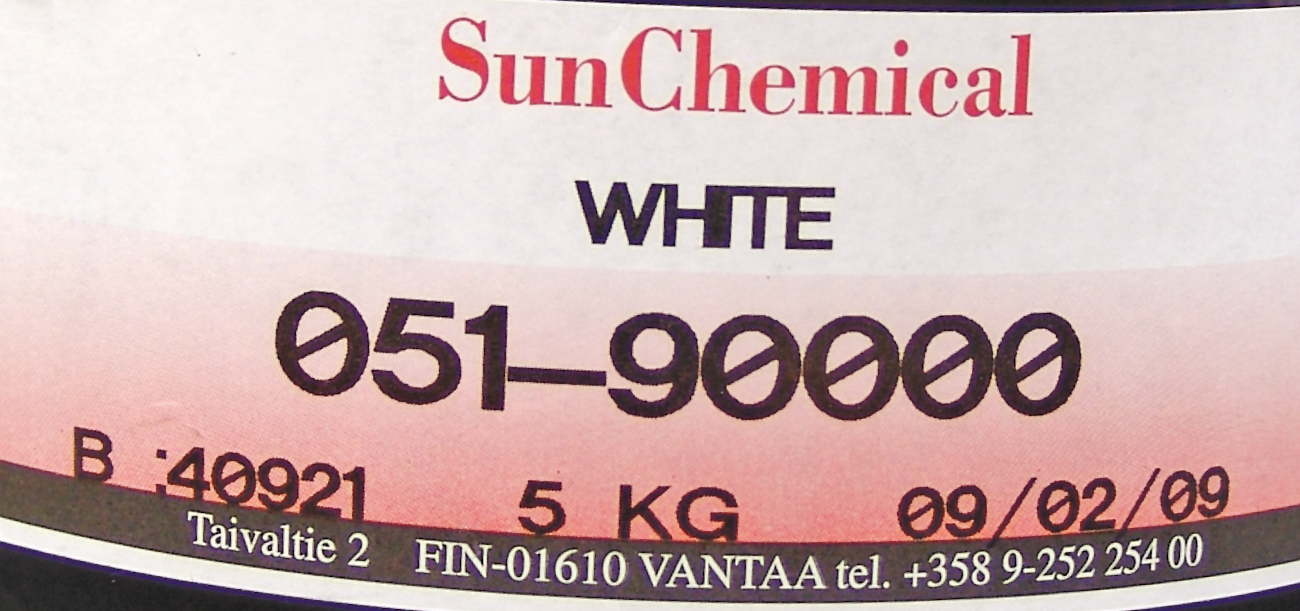 SunChemical
WHITE
051-90000
B :40921 5 KG 09/02/09
Taivaltie 2 FIN-01610 VANTAA tel. +358 9-252 254 00